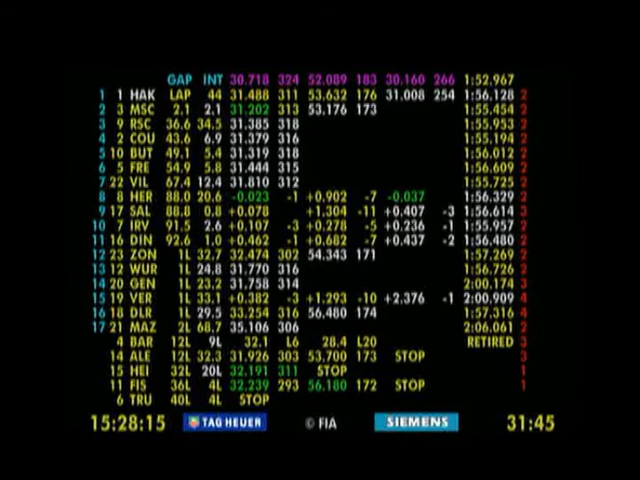 GAP INT 30.718 324 52.089 183 30.160 266 1:52.967
1 1 HAK LAP 44 31.488 311 53.632 176 31.008 254 1:56.128 2
2 3 MSC 2.1 2.1 31.202 313 53.176 173 1:55.454 2
3 9 RSC 36.6 34.5 31.385 318 1:55.953 2
4 2 COU 43.6 6.9 31.379 316 1:55.194 2
5 10 BUT 49.1 5.4 31.319 318 1:56.012 2
6 5 FRE 54.9 5.8 31.444 315 1:56.609 2
7 22 VIL 67.4 12.4 31.810 312 1:55.725 2
8 8 HER 88.0 20.6 -0.023 -1 +0.902 -7 -0.037 1:56.329 2
9 17 SAL 88.8 0.8 +0.078 +1.304 -11 +0.407 -3 1:56.614 3
10 7 IRV 91.5 2.6 +0.107 -3 +0.278 -5 +0.236 -1 1:55.957 2
11 16 DIN 92.6 1.0 +0.462 -1 +0.682 -7 +0.437 -2 1:56.480 2
12 23 ZON 1L 32.7 32.474 302 54.343 171 1:57.269 2
13 12 WUR 1L 24.8 31.770 316 1:56.726 2
14 20 GEN 1L 23.2 31.758 314 2:00.174 3
15 19 VER 1L 33.1 +0.382 -3 +1.293 -10 +2.376 -1 2:00.909 4
16 18 DLR 1L 29.5 33.254 316 56.480 174 1:57.316 4
17 21 MAZ 2L 68.7 35.106 306 2:06.061 2
4 BAR 12L 9L 32.1 L6 28.4 L20 RETIRED 3
14 ALE 12L 32.3 31.926 303 53.700 173 STOP 3
15 HEI 32L 20L 32.191 311 STOP 1
11 FIS 36L 4L 32.239 293 56.180 172 STOP 1
6 TRU 40L 4L STOP
15:28:15 TAG HEUER © FIA SIEMENS 31:45